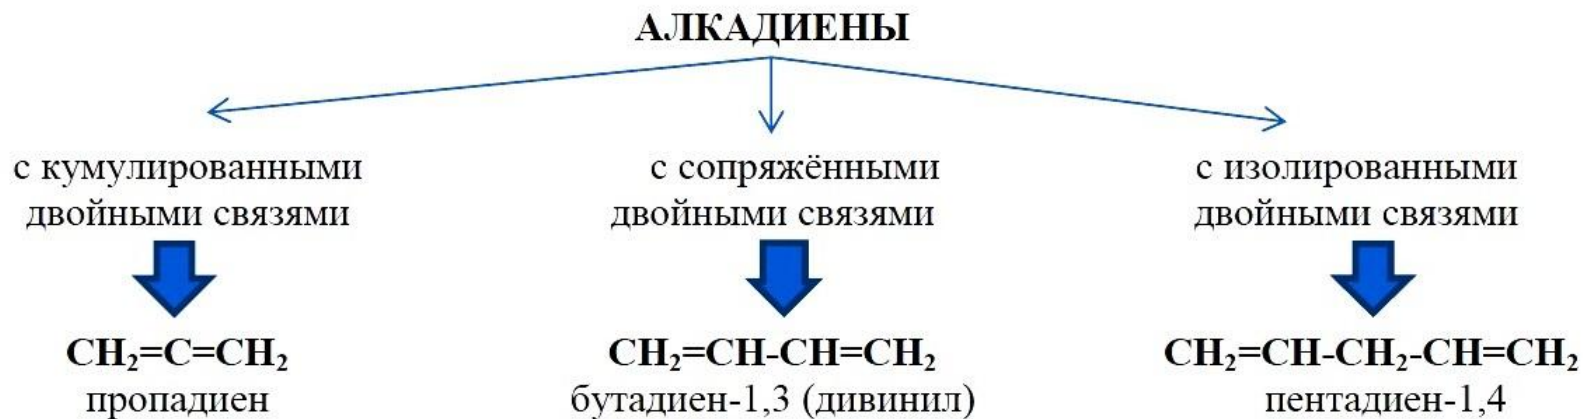 АЛКАДИЕНЫ
с кумулированными
двойными связями
CH₂=C=CH₂
пропадиен
с сопряжёнными
двойными связями
CH₂=CH-CH=CH₂
бутадиен-1,3 (дивинил)
с изолированными
двойными связями
CH₂=CH-CH₂-CH=CH₂
пентадиен-1,4